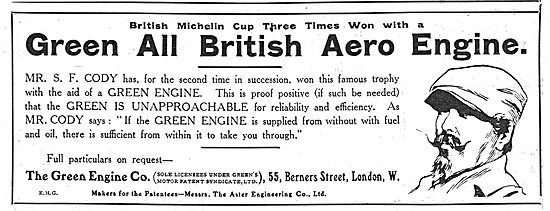 British Michelin Cup Three Times Won with a
Green All British Aero Engine.
MR. S. F. CODY has, for the second time in succession, won this famous trophy
with the aid of a GREEN ENGINE. This is proof positive (if such be needed)
that the GREEN IS UNAPPROACHABLE for reliability and efficiency. As
MR. CODY says: "If the GREEN ENGINE is supplied from without with fuel
and oil, there is sufficient from within it to take you through."
Full particulars on request—
The Green Engine Co. (SOLE LICENSEES UNDER GREEN'S MOTOR PATENT SYNDICATE, LTD.), 55, Berners Street, London, W.
E.H.G. Makers for the Patentees—Messrs. The Aster Engineering Co., Ltd.